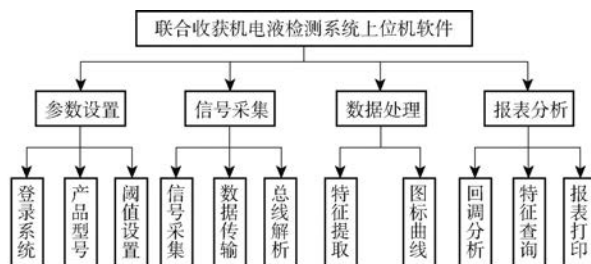 联合收获机电液检测系统上位机软件
参数设置
信号采集
数据处理
报表分析
登录系统
产品型号
阈值设置
信号采集
数据传输
总线解析
特征提取
图标曲线
回调分析
特征查询
报表打印